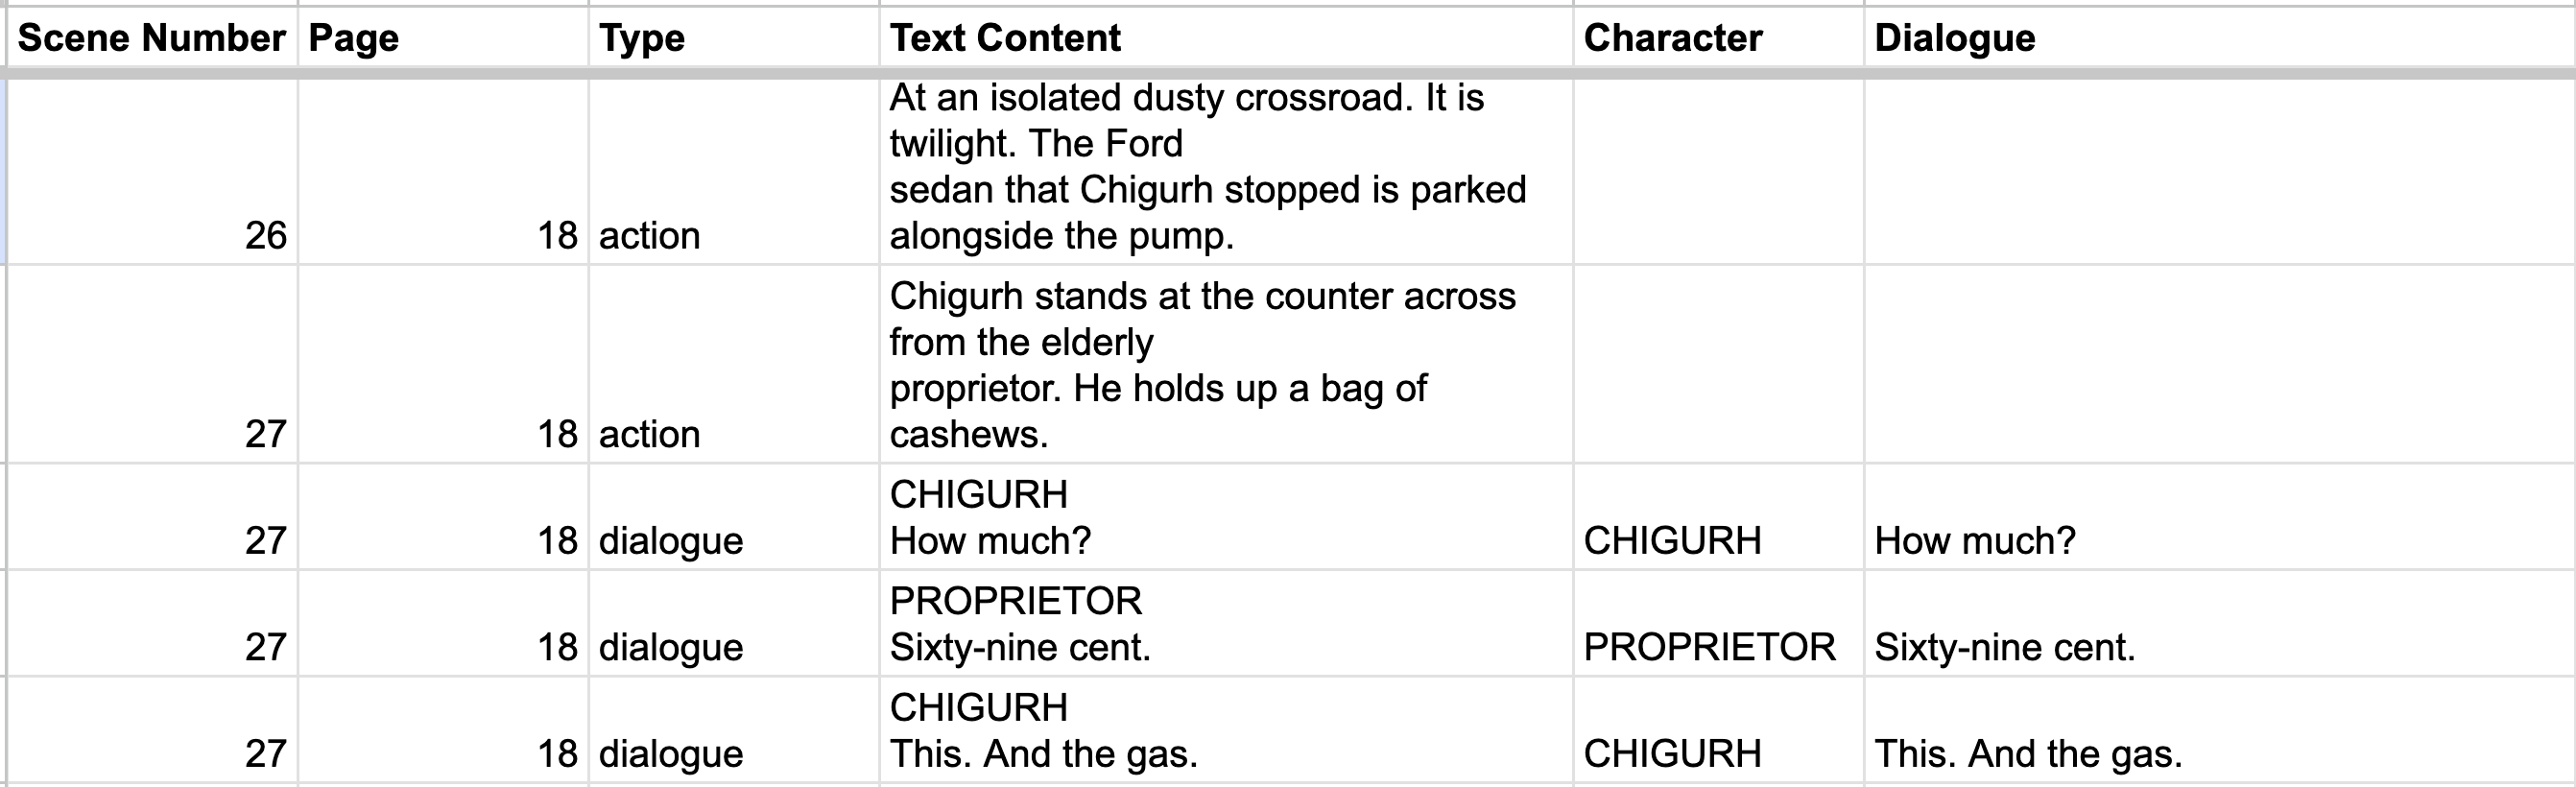 Scene Number Page Type Text Content Character Dialogue
At an isolated dusty crossroad. It is
twilight. The Ford
sedan that Chigurh stopped is parked
26 18 action alongside the pump.
Chigurh stands at the counter across
from the elderly
proprietor. He holds up a bag of
27 18 action cashews.
CHIGURH
27 18 dialogue How much? CHIGURH How much?
PROPRIETOR
27 18 dialogue Sixty-nine cent. PROPRIETOR Sixty-nine cent.
CHIGURH
27 18 dialogue This. And the gas. CHIGURH This. And the gas.